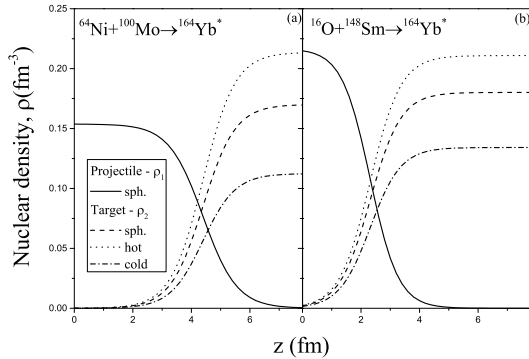 ⁶⁴Ni+¹⁰⁰Mo→¹⁶⁴Yb* (a)
¹⁶O+¹⁴⁸Sm→¹⁶⁴Yb* (b)
Nuclear density, ρ(fm⁻³)
0.25
0.20
0.15
0.10
0.05
0.00
Projectile - ρ₁
sph.
Target - ρ₂
sph.
hot
cold
0 2 4 6 0 2 4 6
z (fm)